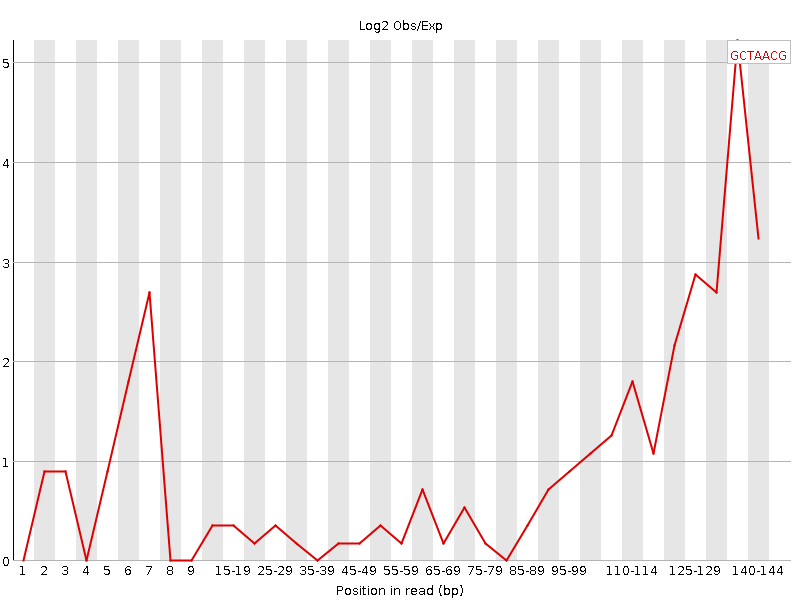 Log2 Obs/Exp
GCTAACG
5
4
3
2
1
0
1 2 3 4 5 6 7 8 9 15-19 25-29 35-39 45-49 55-59 65-69 75-79 85-89 95-99 110-114 125-129 140-144
Position in read (bp)